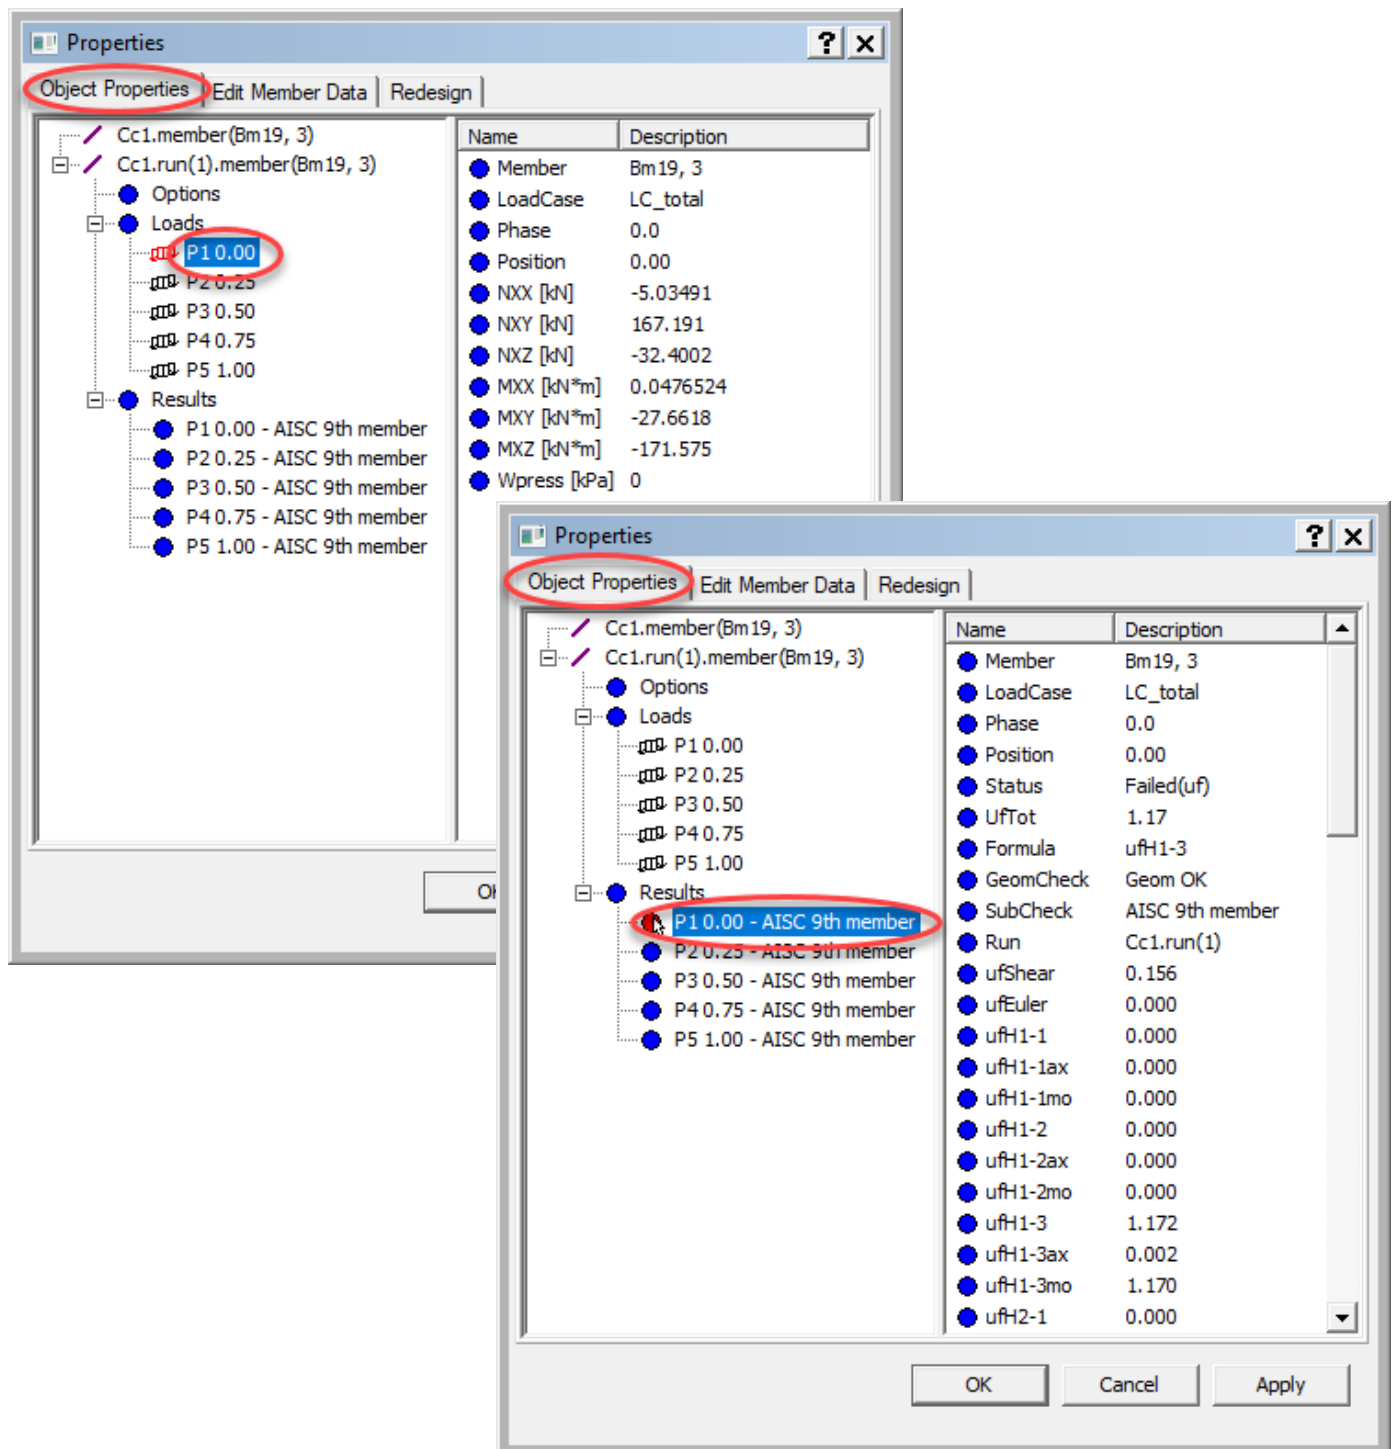 Properties
? X
Object Properties Edit Member Data Redesign
Cc1.member(Bm19, 3)
Cc1.run(1).member(Bm19, 3)
Options
Loads
P1 0.00
P2 0.25
P3 0.50
P4 0.75
P5 1.00
Results
P1 0.00 - AISC 9th member
P2 0.25 - AISC 9th member
P3 0.50 - AISC 9th member
P4 0.75 - AISC 9th member
P5 1.00 - AISC 9th member
Name Description
Member Bm19, 3
LoadCase LC_total
Phase 0.0
Position 0.00
NXX [kN] -5.03491
NXY [kN] 167.191
NXZ [kN] -32.4002
MXX [kN*m] 0.0476524
MXY [kN*m] -27.6618
MXZ [kN*m] -171.575
Wpress [kPa] 0
Properties
? X
Object Properties Edit Member Data Redesign
Cc1.member(Bm19, 3)
Cc1.run(1).member(Bm19, 3)
Options
Loads
P1 0.00
P2 0.25
P3 0.50
P4 0.75
P5 1.00
Results
P1 0.00 - AISC 9th member
P2 0.25 - AISC 9th member
P3 0.50 - AISC 9th member
P4 0.75 - AISC 9th member
P5 1.00 - AISC 9th member
Name Description
Member Bm19, 3
LoadCase LC_total
Phase 0.0
Position 0.00
Status Failed(uf)
UfTot 1.17
Formula ufH1-3
GeomCheck Geom OK
SubCheck AISC 9th member
Run Cc1.run(1)
ufShear 0.156
ufEuler 0.000
ufH1-1 0.000
ufH1-1ax 0.000
ufH1-1mo 0.000
ufH1-2 0.000
ufH1-2ax 0.000
ufH1-2mo 0.000
ufH1-3 1.172
ufH1-3ax 0.002
ufH1-3mo 1.170
ufH2-1 0.000
OK Cancel Apply